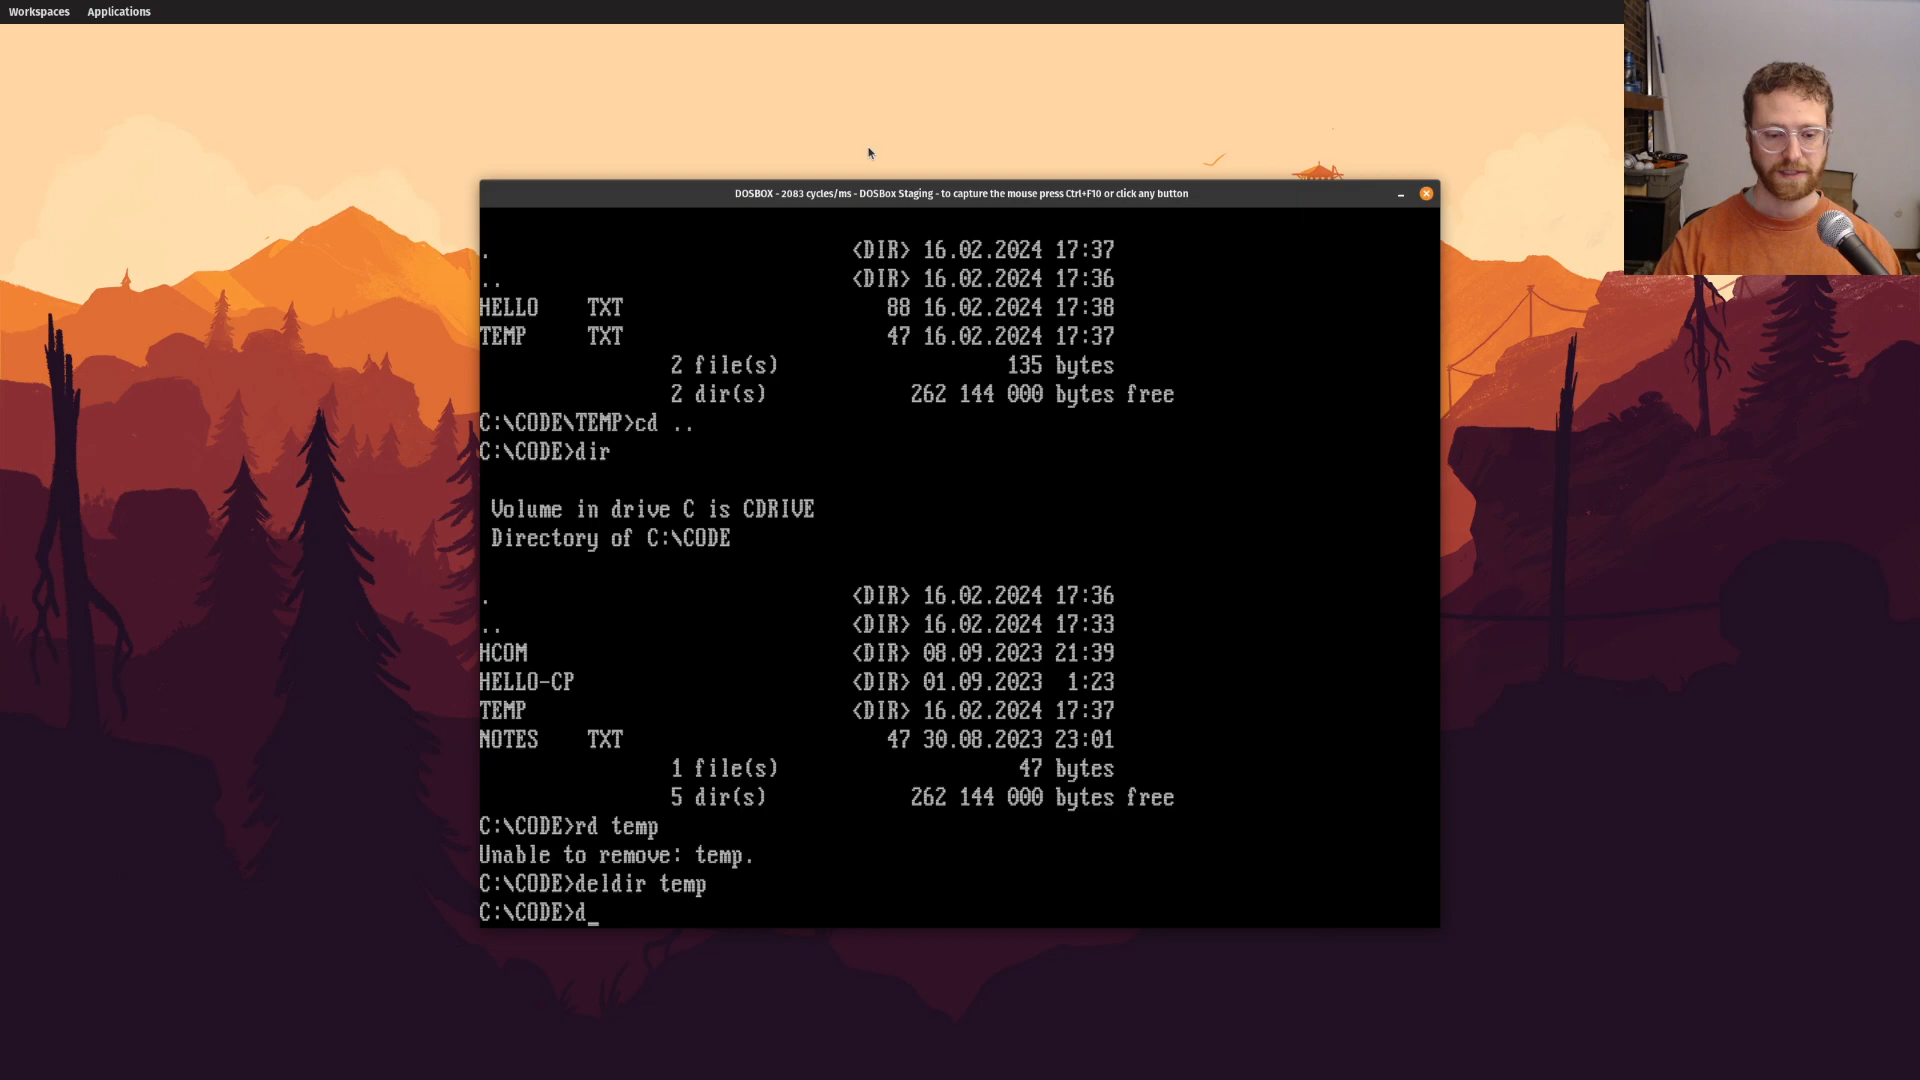 Workspaces Applications
DOSBOX - 2083 cycles/ms - DOSBox Staging - to capture the mouse press Ctrl+F10 or click any button
. <DIR> 16.02.2024 17:37
.. <DIR> 16.02.2024 17:36
HELLO TXT 88 16.02.2024 17:38
TEMP TXT 47 16.02.2024 17:37
2 file(s) 135 bytes
2 dir(s) 262 144 000 bytes free
C:\CODE\TEMP>cd ..
C:\CODE>dir
Volume in drive C is CDRIVE
Directory of C:\CODE
. <DIR> 16.02.2024 17:36
.. <DIR> 16.02.2024 17:33
HCOM <DIR> 08.09.2023 21:39
HELLO-CP <DIR> 01.09.2023 1:23
TEMP <DIR> 16.02.2024 17:37
NOTES TXT 47 30.08.2023 23:01
1 file(s) 47 bytes
5 dir(s) 262 144 000 bytes free
C:\CODE>rd temp
Unable to remove: temp.
C:\CODE>deldir temp
C:\CODE>d_